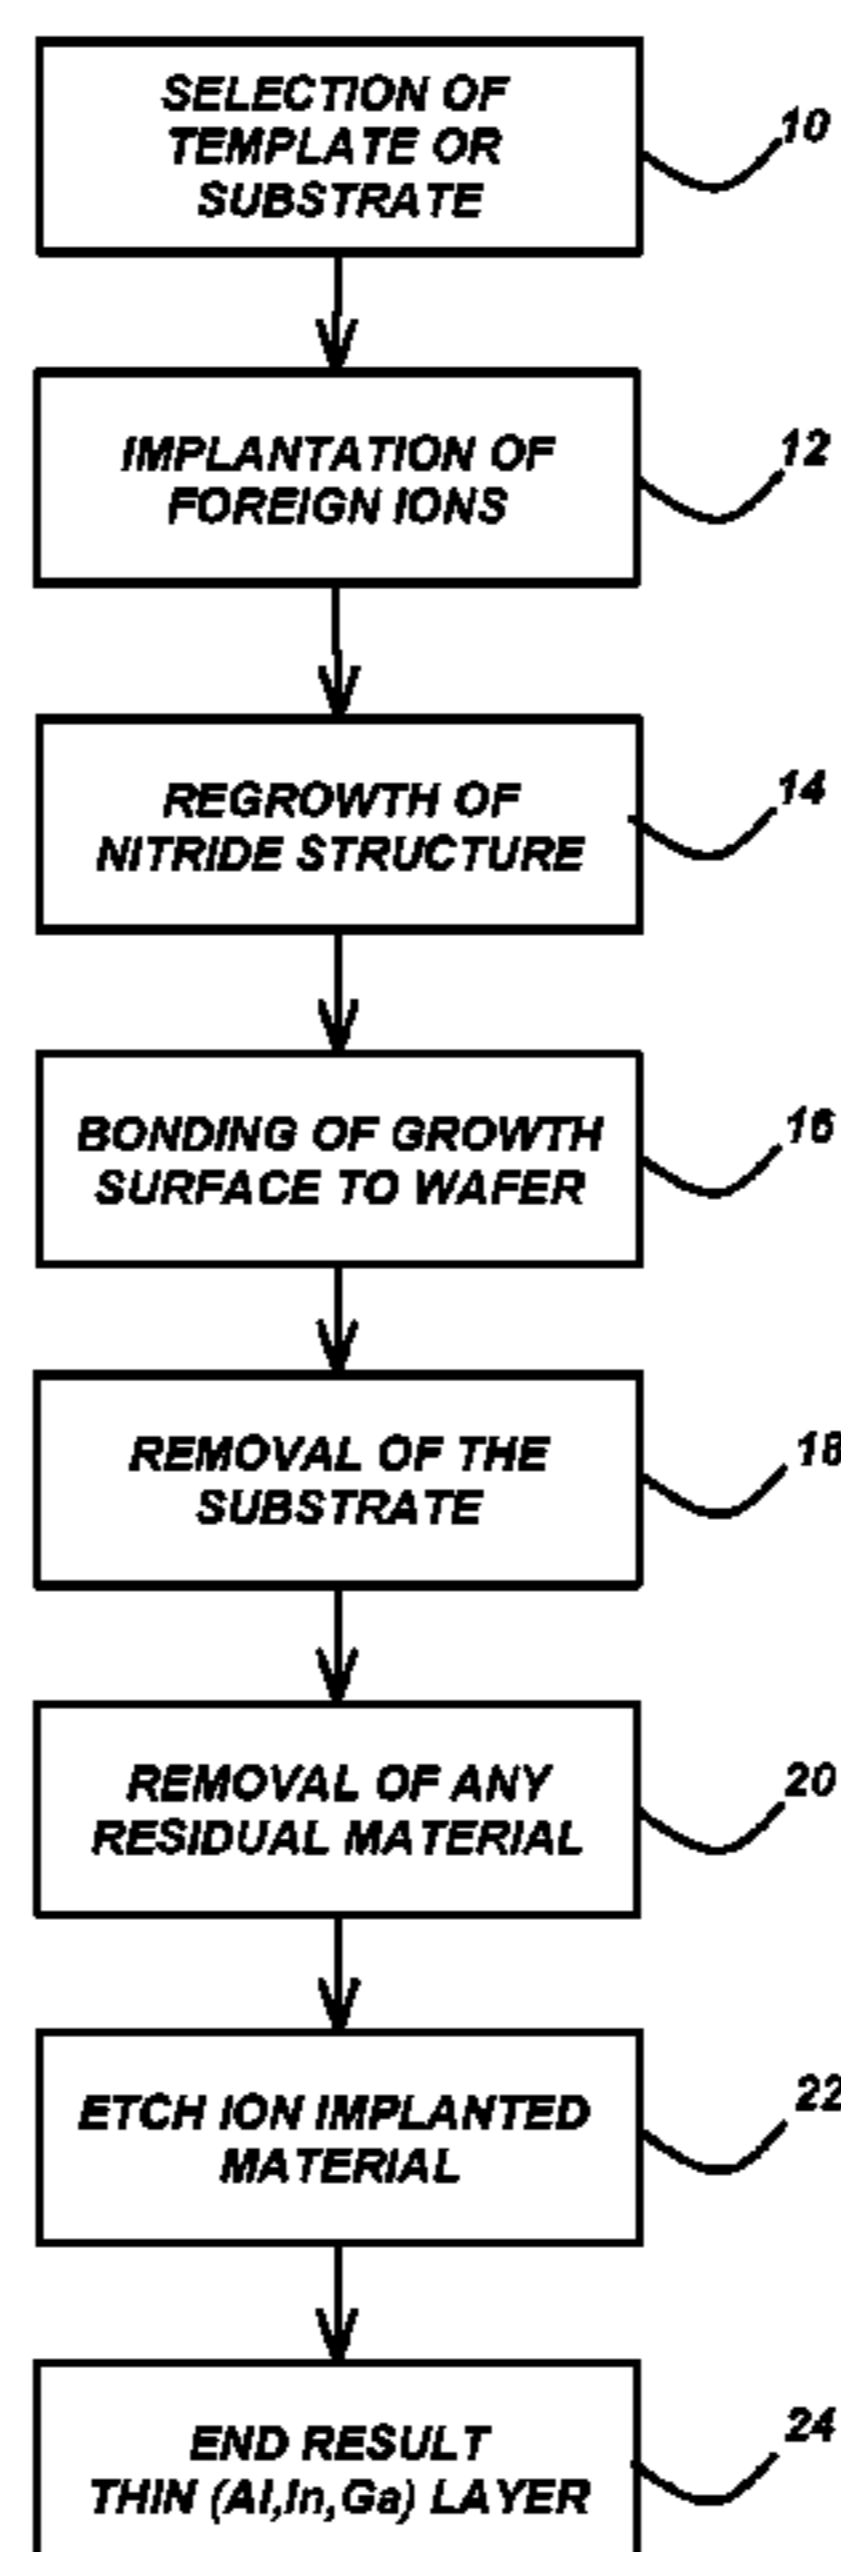 SELECTION OF
TEMPLATE OR
SUBSTRATE
10
IMPLANTATION OF
FOREIGN IONS
12
REGROWTH OF
NITRIDE STRUCTURE
14
BONDING OF GROWTH
SURFACE TO WAFER
16
REMOVAL OF THE
SUBSTRATE
18
REMOVAL OF ANY
RESIDUAL MATERIAL
20
ETCH ION IMPLANTED
MATERIAL
22
END RESULT
THIN (Al,In,Ga) LAYER
24